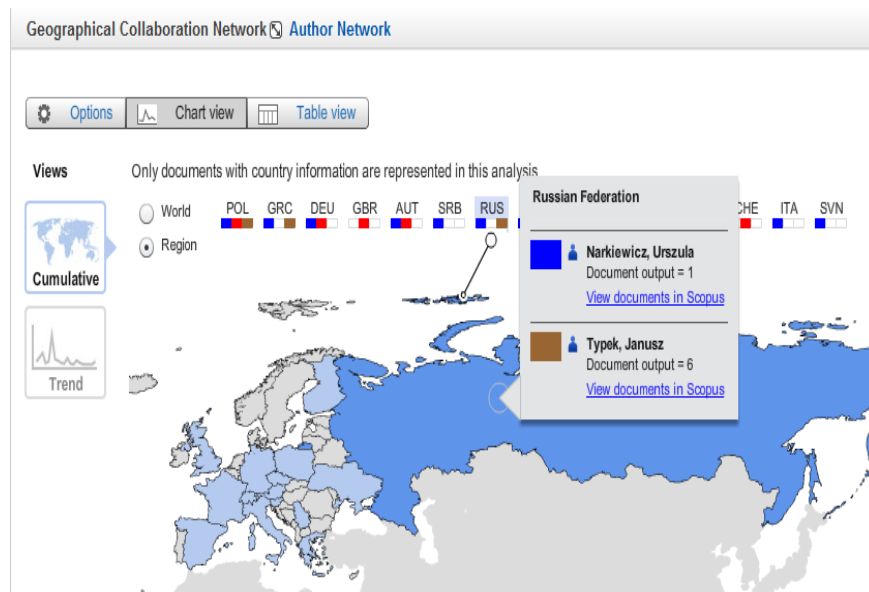 Geographical Collaboration Network Author Network
Options Chart view Table view
Views
Only documents with country information are represented in this analysis
World
Region
POL GRC DEU GBR AUT SRB RUS CHE ITA SVN
Cumulative
Trend
Russian Federation
Narkiewicz, Urszula
Document output = 1
View documents in Scopus
Typek, Janusz
Document output = 6
View documents in Scopus